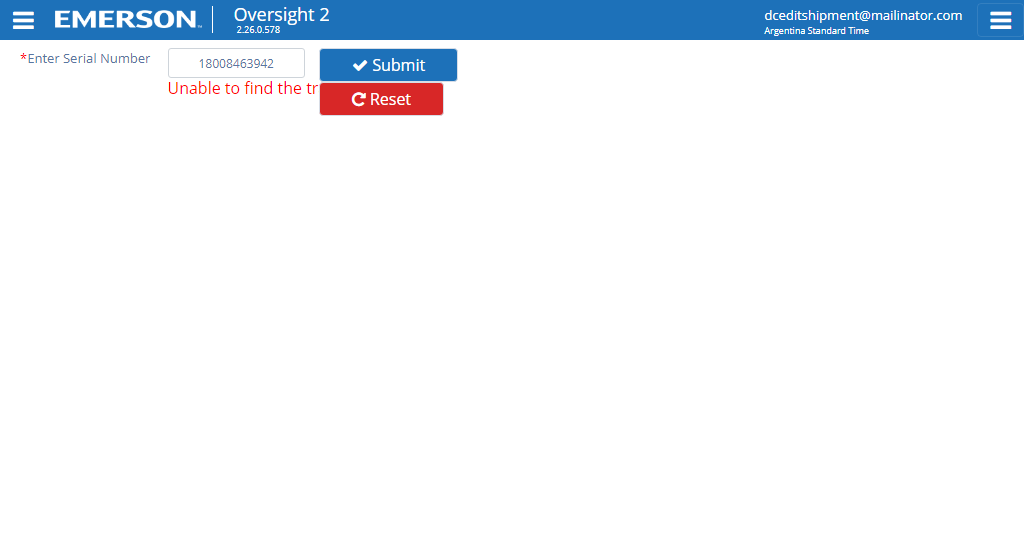 EMERSON
Oversight 2
2.26.0.578
dceditshipment@mailinator.com
Argentina Standard Time
*Enter Serial Number
18008463942
Submit
Unable to find the tr
Reset